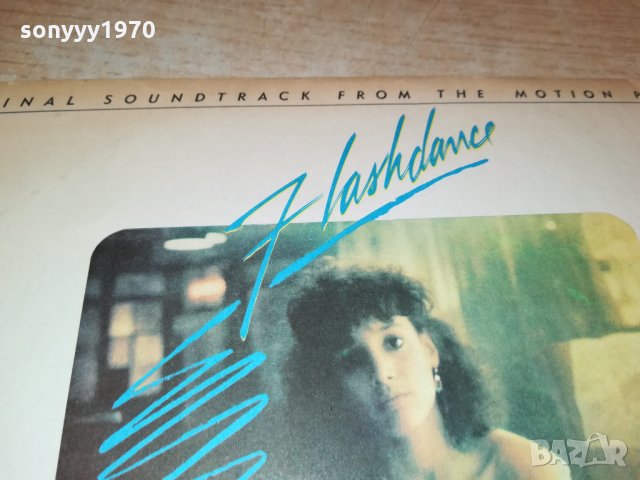 sonyyy1970
INAL SOUNDTRACK FROM THE MOTION P
Flashdance
BAZAR